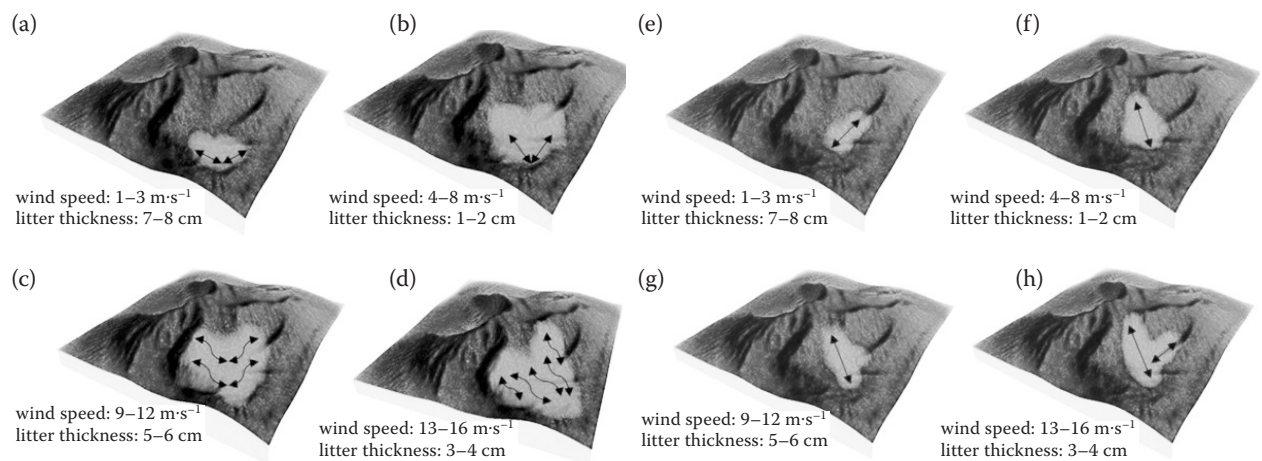 (a)
(b)
(e)
(f)
wind speed: 1–3 m·s⁻¹
litter thickness: 7–8 cm
wind speed: 4–8 m·s⁻¹
litter thickness: 1–2 cm
wind speed: 1–3 m·s⁻¹
litter thickness: 7–8 cm
wind speed: 4–8 m·s⁻¹
litter thickness: 1–2 cm
(c)
(d)
(g)
(h)
wind speed: 9–12 m·s⁻¹
litter thickness: 5–6 cm
wind speed: 13–16 m·s⁻¹
litter thickness: 3–4 cm
wind speed: 9–12 m·s⁻¹
litter thickness: 5–6 cm
wind speed: 13–16 m·s⁻¹
litter thickness: 3–4 cm